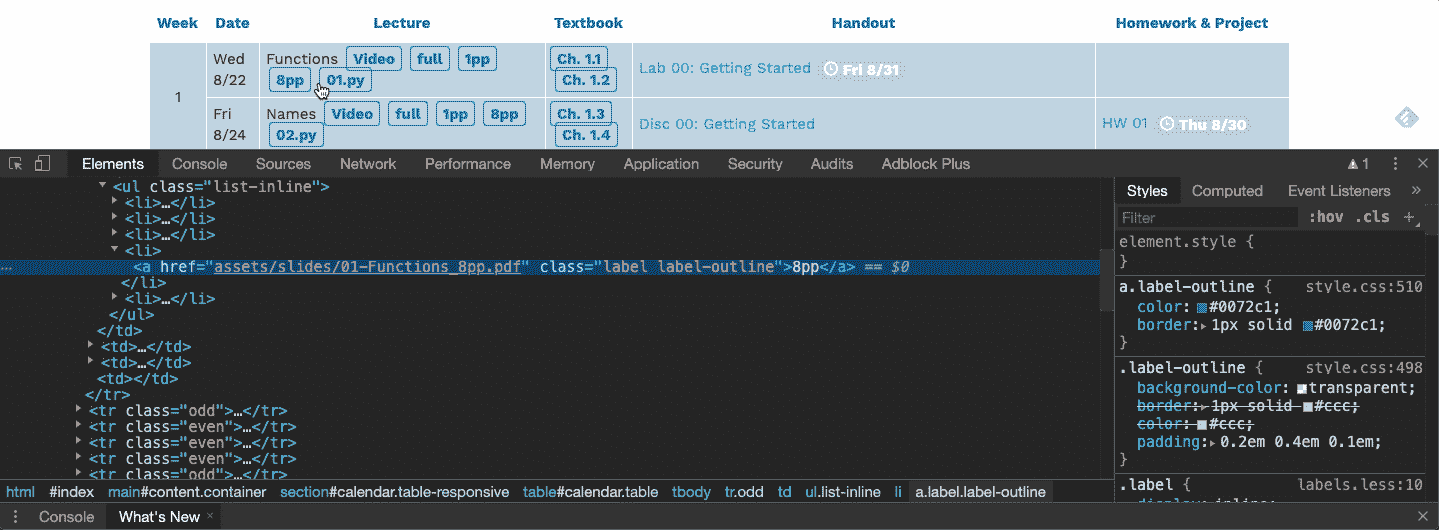 Week Date Lecture Textbook Handout Homework & Project
1
Wed 8/22
Functions Video full 1pp
8pp 01.py
Ch. 1.1
Ch. 1.2
Lab 00: Getting Started Fri 8/31
Fri 8/24
Names Video full 1pp 8pp
02.py
Ch. 1.3
Ch. 1.4
Disc 00: Getting Started
HW 01 Thu 8/30
Elements Console Sources Network Performance Memory Application Security Audits Adblock Plus 1
<ul class="list-inline">
<li>…</li>
<li>…</li>
<li>…</li>
<li>
<a href="assets/slides/01-Functions_8pp.pdf" class="label label-outline">8pp</a> == $0
</li>
<li>…</li>
</ul>
</td>
<td>…</td>
<td>…</td>
<td></td>
</tr>
<tr class="odd">…</tr>
<tr class="even">…</tr>
<tr class="even">…</tr>
<tr class="even">…</tr>
<tr class="odd">…</tr>
html #index main#content.container section#calendar.table-responsive table#calendar.table tbody tr.odd td ul.list-inline li a.label.label-outline
Styles Computed Event Listeners »
Filter :hov .cls +
element.style {
}
a.label-outline { style.css:510
color: #0072c1;
border: 1px solid #0072c1;
}
.label-outline { style.css:498
background-color: transparent;
border: 1px solid #ccc;
color: #ccc;
padding: 0.2em 0.4em 0.1em;
}
.label { labels.less:10
display: inline;
Console What's New ×